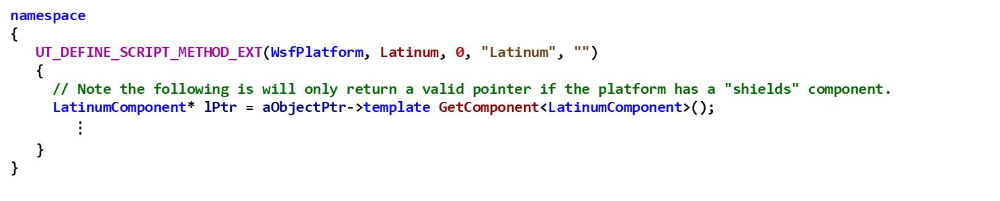 namespace
{
UT_DEFINE_SCRIPT_METHOD_EXT(WsfPlatform, Latinum, 0, "Latinum", "")
{
// Note the following is will only return a valid pointer if the platform has a "shields" component.
LatinumComponent* lPtr = aObjectPtr->template GetComponent<LatinumComponent>();
⋮
}
}